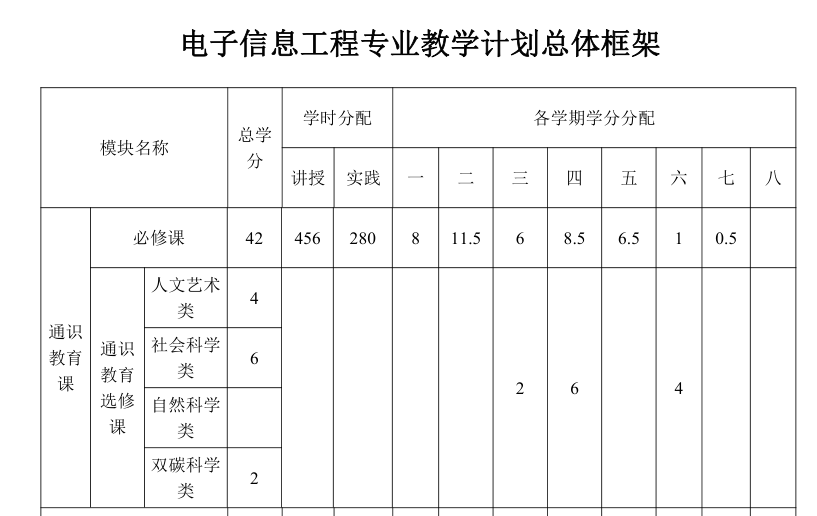 电子信息工程专业教学计划总体框架
模块名称 总学分 学时分配 各学期学分分配
讲授 实践 一 二 三 四 五 六 七 八
通识教育课 必修课 42 456 280 8 11.5 6 8.5 6.5 1 0.5
通识教育选修课 人文艺术类 4 2 6 4
社会科学类 6
自然科学类
双碳科学类 2